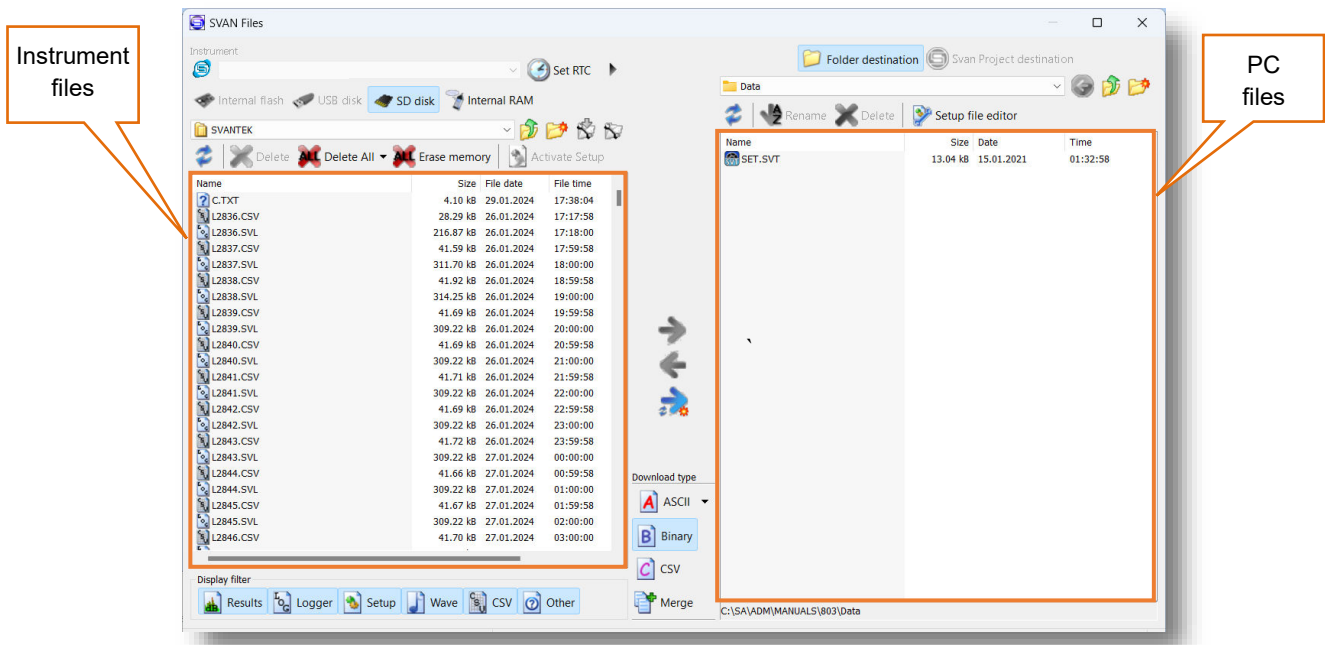 Instrument
files
PC
files
SVAN Files
Instrument
Set RTC
Internal flash USB disk SD disk Internal RAM
SVANTEK
Delete ALL Delete All ALL Erase memory Activate Setup
Name Size File date File time
C.TXT 4.10 kB 29.01.2024 17:38:04
L2836.CSV 28.29 kB 26.01.2024 17:17:58
L2836.SVL 216.87 kB 26.01.2024 17:18:00
L2837.CSV 41.59 kB 26.01.2024 17:59:58
L2837.SVL 311.70 kB 26.01.2024 18:00:00
L2838.CSV 41.92 kB 26.01.2024 18:59:58
L2838.SVL 314.25 kB 26.01.2024 19:00:00
L2839.CSV 41.69 kB 26.01.2024 19:59:58
L2839.SVL 309.22 kB 26.01.2024 20:00:00
L2840.CSV 41.69 kB 26.01.2024 20:59:58
L2840.SVL 309.22 kB 26.01.2024 21:00:00
L2841.CSV 41.71 kB 26.01.2024 21:59:58
L2841.SVL 309.22 kB 26.01.2024 22:00:00
L2842.CSV 41.69 kB 26.01.2024 22:59:58
L2842.SVL 309.22 kB 26.01.2024 23:00:00
L2843.CSV 41.72 kB 26.01.2024 23:59:58
L2843.SVL 309.22 kB 27.01.2024 00:00:00
L2844.CSV 41.66 kB 27.01.2024 00:59:58
L2844.SVL 309.22 kB 27.01.2024 01:00:00
L2845.CSV 41.67 kB 27.01.2024 01:59:58
L2845.SVL 309.22 kB 27.01.2024 02:00:00
L2846.CSV 41.70 kB 27.01.2024 03:00:00
Display filter
Results Logger Setup Wave CSV Other
Download type
A ASCII
B Binary
C CSV
Merge
Folder destination Svan Project destination
Data
Rename Delete Setup file editor
Name Size Date Time
SET.SVT 13.04 kB 15.01.2021 01:32:58
C:\SA\ADM\MANUALS\803\Data